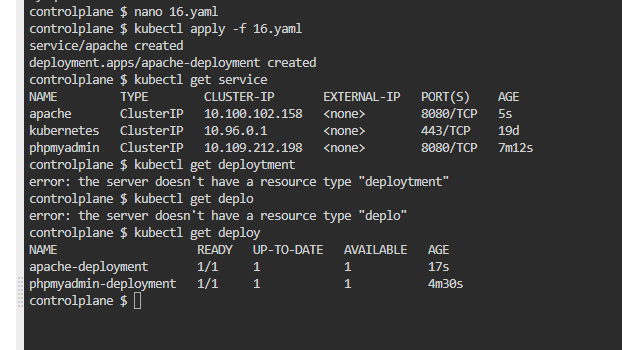 controlplane $ nano 16.yaml
controlplane $ kubectl apply -f 16.yaml
service/apache created
deployment.apps/apache-deployment created
controlplane $ kubectl get service
NAME TYPE CLUSTER-IP EXTERNAL-IP PORT(S) AGE
apache ClusterIP 10.100.102.158 <none> 8080/TCP 5s
kubernetes ClusterIP 10.96.0.1 <none> 443/TCP 19d
phpmyadmin ClusterIP 10.109.212.198 <none> 8080/TCP 7m12s
controlplane $ kubectl get deploytment
error: the server doesn't have a resource type "deploytment"
controlplane $ kubectl get deplo
error: the server doesn't have a resource type "deplo"
controlplane $ kubectl get deploy
NAME READY UP-TO-DATE AVAILABLE AGE
apache-deployment 1/1 1 1 17s
phpmyadmin-deployment 1/1 1 1 4m30s
controlplane $